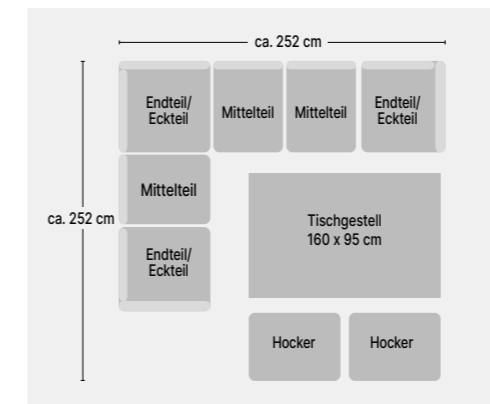 ca. 252 cm
Endteil/
Eckteil
Mittelteil
Mittelteil
Endteil/
Eckteil
Mittelteil
ca. 252 cm
Tischgestell
160 x 95 cm
Endteil/
Eckteil
Hocker
Hocker